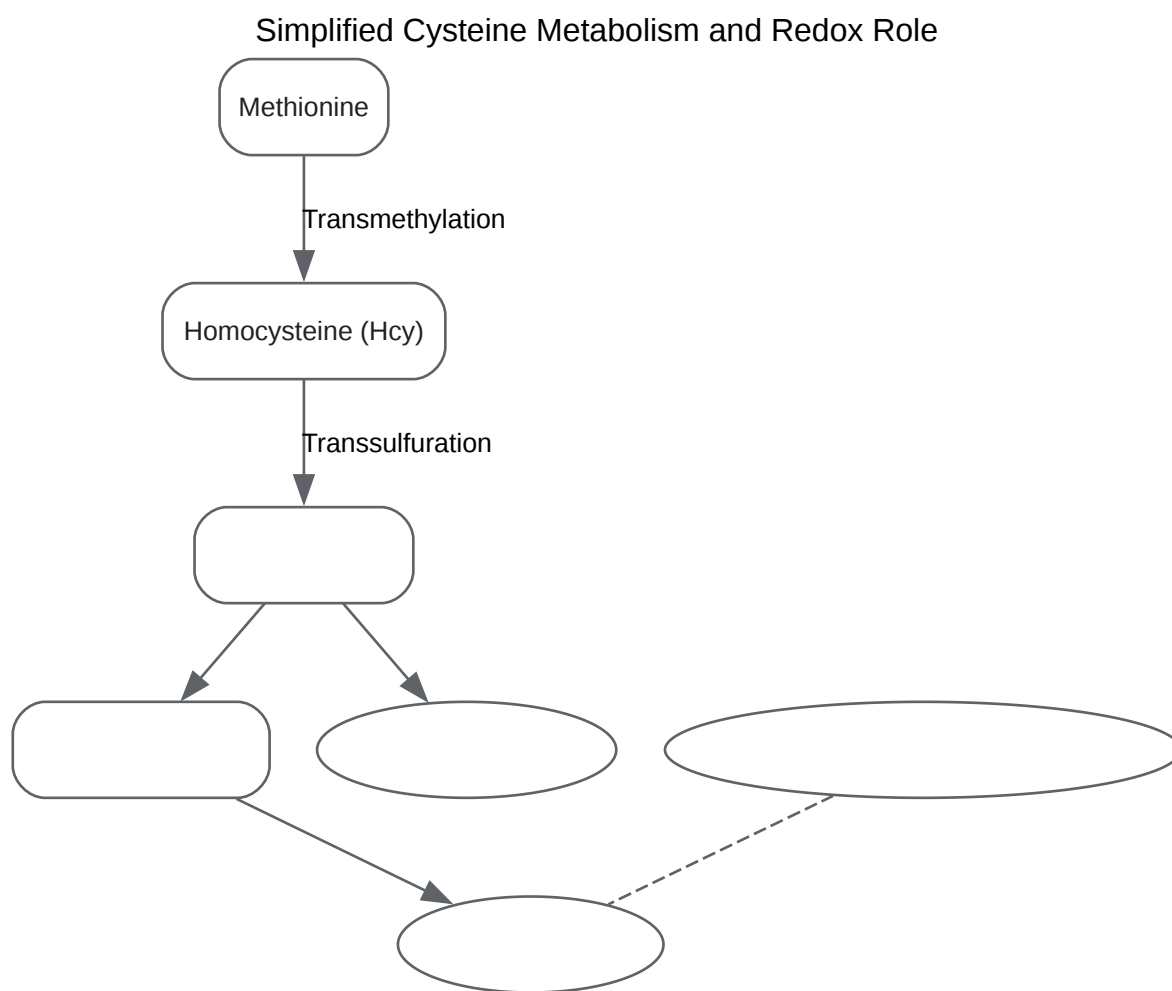 Simplified Cysteine Metabolism and Redox Role
Methionine
Transmethylation
Homocysteine (Hcy)
Transsulfuration